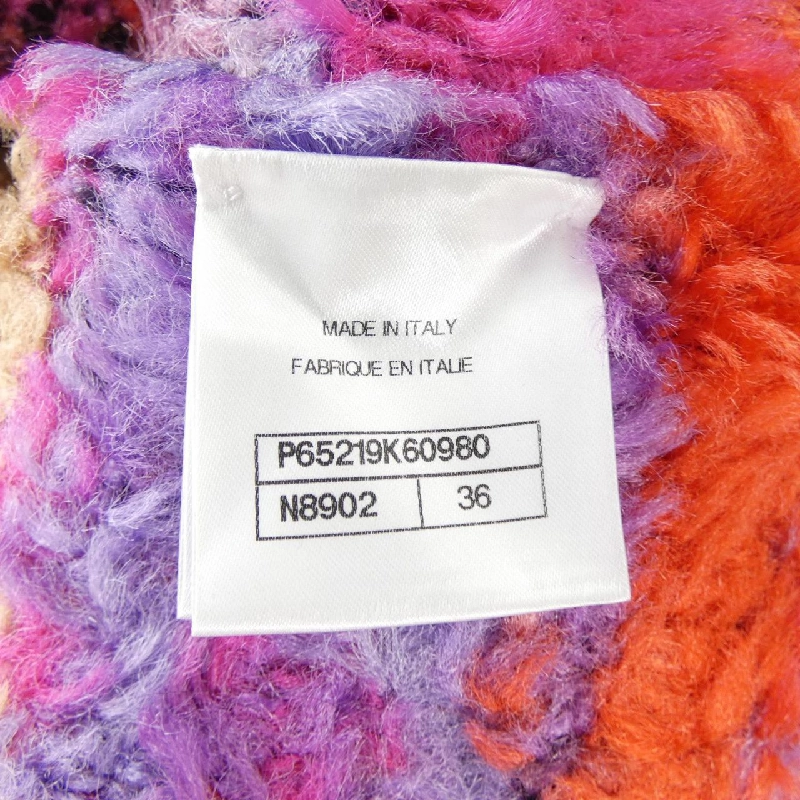 MADE IN ITALY
FABRIQUE EN ITALIE
P65219K60980
N8902 36